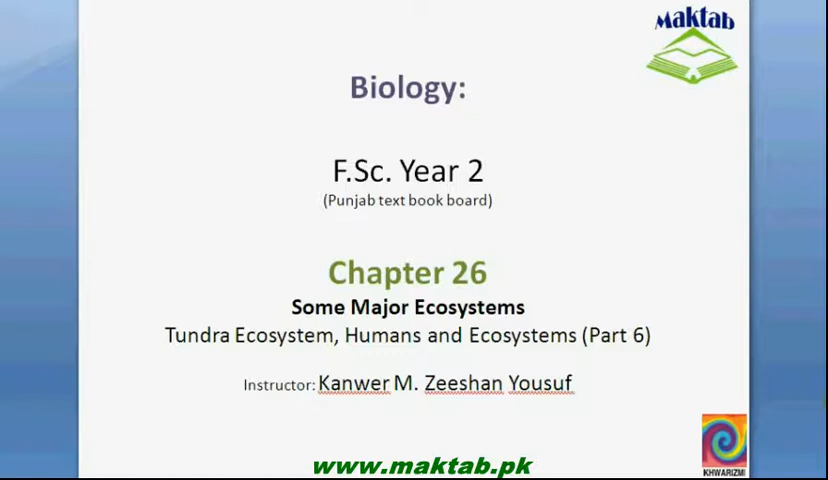 Maktab
Biology:
F.Sc. Year 2
(Punjab text book board)
Chapter 26
Some Major Ecosystems
Tundra Ecosystem, Humans and Ecosystems (Part 6)
Instructor: Kanwer M. Zeeshan Yousuf
KHWARIZMI
www.maktab.pk